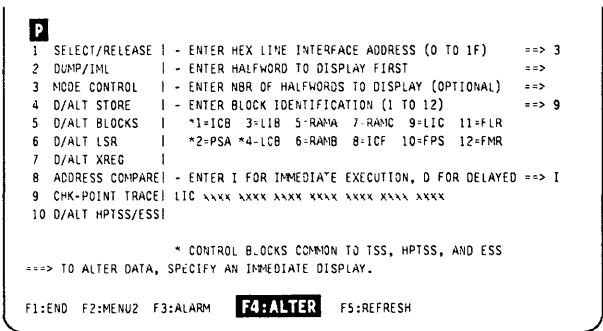 P
1 SELECT/RELEASE | - ENTER HEX LINE INTERFACE ADDRESS (0 TO 1F) ==> 3
2 DUMP/IML | - ENTER HALFWORD TO DISPLAY FIRST ==>
3 MODE CONTROL | - ENTER NBR OF HALFWORDS TO DISPLAY (OPTIONAL) ==>
4 D/ALT STORE | - ENTER BLOCK IDENTIFICATION (1 TO 12) ==> 9
5 D/ALT BLOCKS | *1=ICB 3=LIB 5-RAMA 7-RAMC 9=LIC 11=FLR
6 D/ALT LSR | *2=PSA *4-LCB 6=RAMB 8=ICF 10=FPS 12=FMR
7 D/ALT XREG |
8 ADDRESS COMPARE| - ENTER I FOR IMMEDIATE EXECUTION, D FOR DELAYED ==> I
9 CHK-POINT TRACE| LIC XXXX XXXX XXXX XXXX XXXX XXXX XXXX XXXX
10 D/ALT HPTSS/ESS|
* CONTROL BLOCKS COMMON TO TSS, HPTSS, AND ESS
===> TO ALTER DATA, SPECIFY AN IMMEDIATE DISPLAY.
F1:END F2:MENU2 F3:ALARM F4:ALTER F5:REFRESH